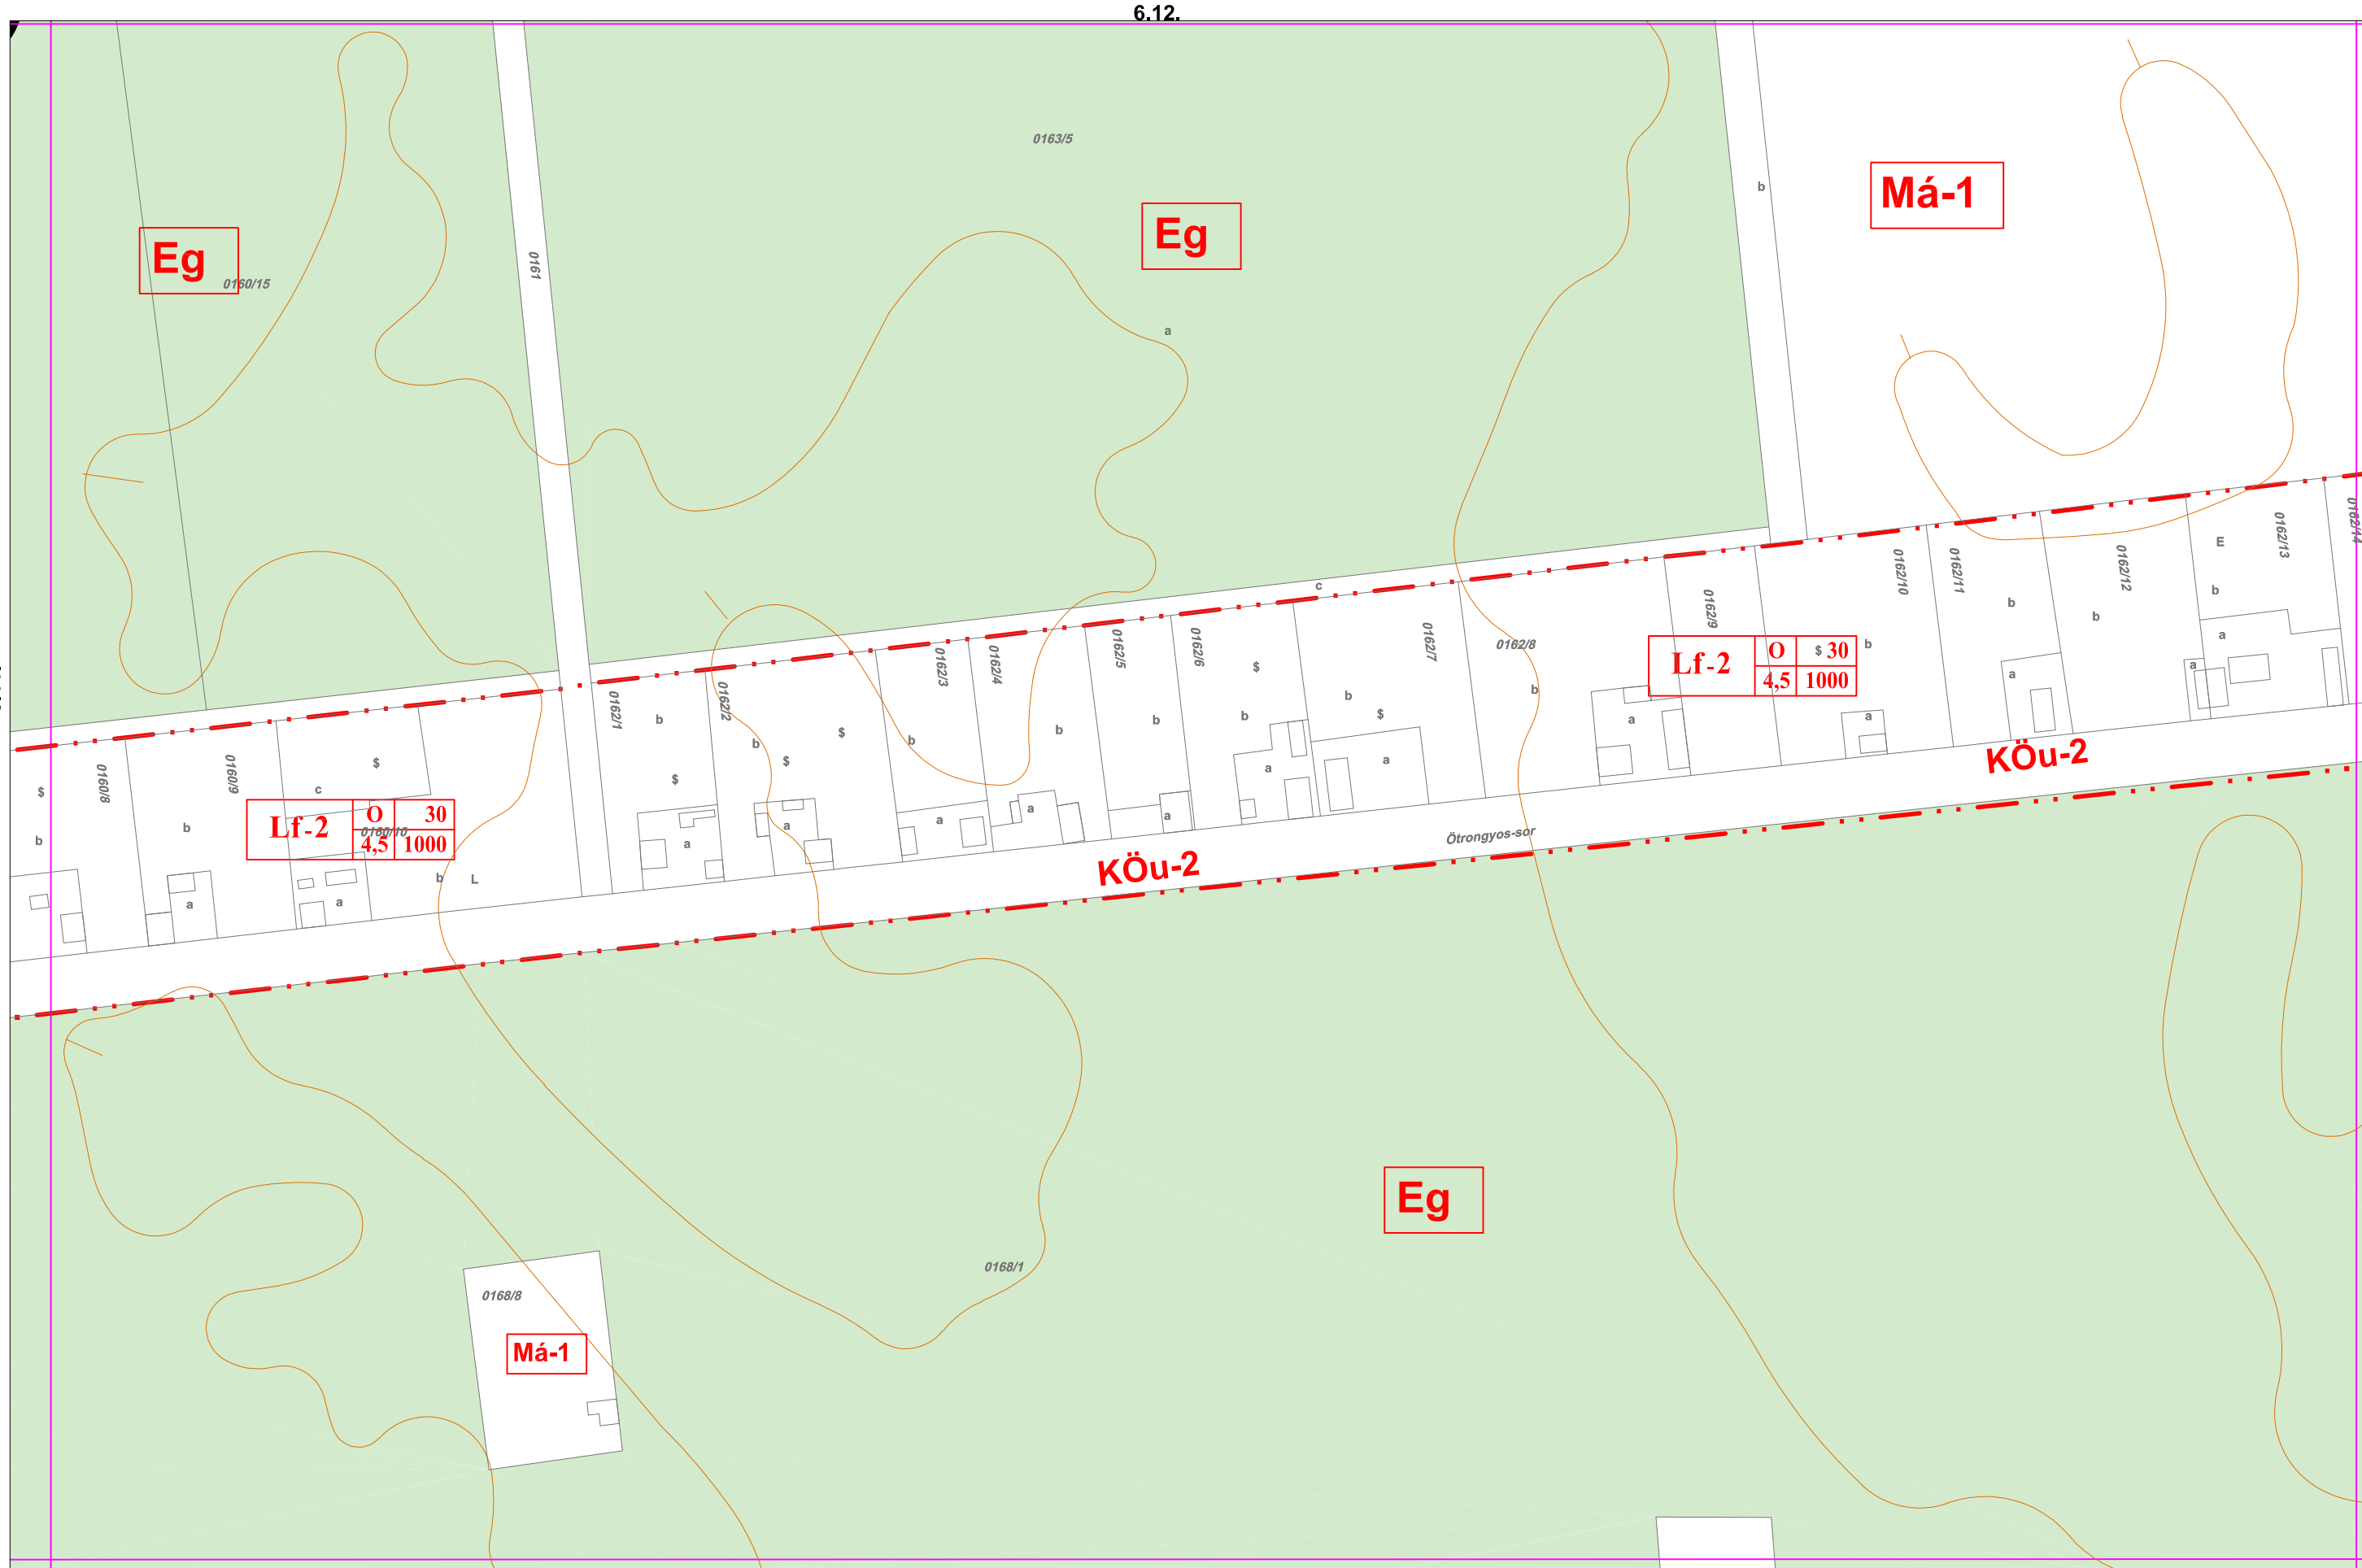 6.12.
0163/5
b
Má-1
Eg
Eg
0160/15
0161
a
c
0162/1
0162/2
0162/3
0162/4
0162/5
0162/6
0162/7
0162/8
0162/9
0162/10
0162/11
0162/12
0162/13
0162/14
E
b
a
a
b
b
a
Lf-2
O
$ 30
4,5
1000
b
a
b
a
$
b
b
$
a
a
b
a
b
a
b
a
$
b
$
b
$
a
a
$
b
0160/8
b
a
0160/9
$
c
Lf-2
O
30
4,5
1000
0160/10
a
b
L
KÖu-2
Ötrongyos-sor
KÖu-2
Eg
0168/1
0168/8
Má-1